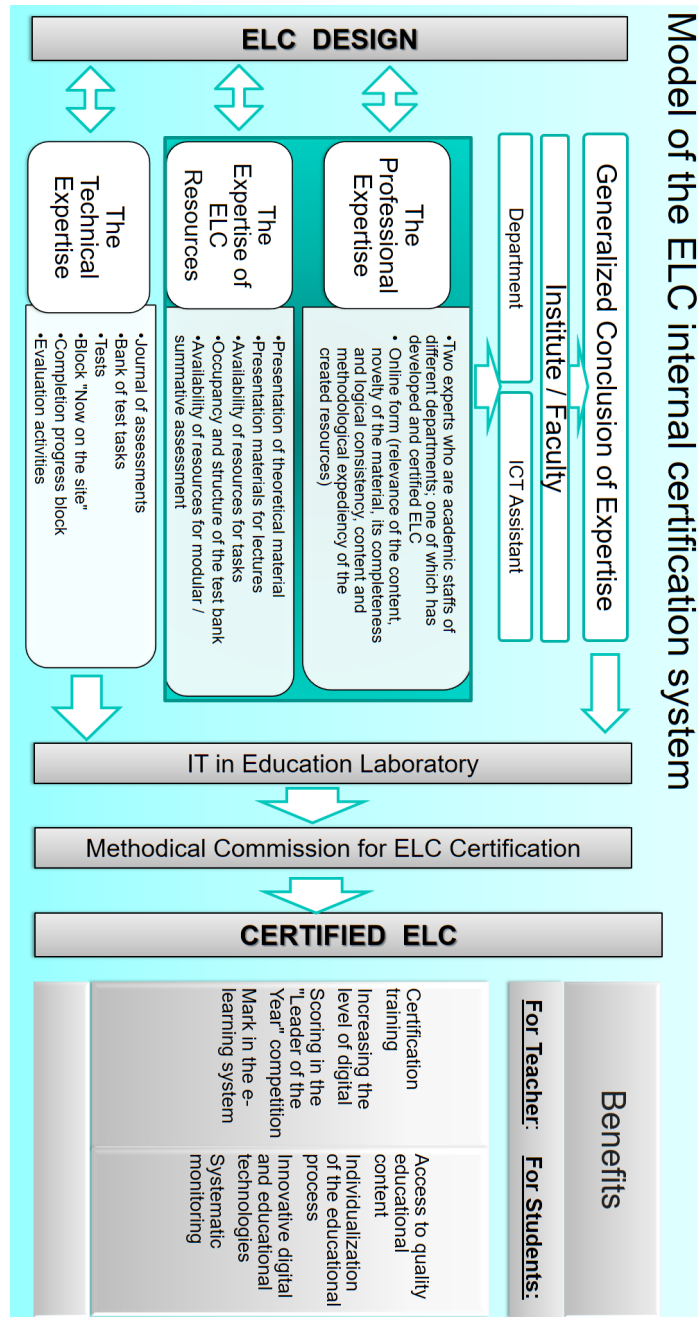 Model of the ELC internal certification system
ELC DESIGN
The
Technical
Expertise
•Journal of assessments
•Bank of test tasks
•Tests
•Block "Now on the site"
•Completion progress block
•Evaluation activities
The
Expertise of
ELC
Resources
•Presentation of theoretical material
•Presentation materials for lectures
•Availability of resources for tasks
•Occupancy and structure of the test bank
•Availability of resources for modular /
summative assessment
The
Professional
Expertise
•Two experts who are academic staffs of
different departments; one of which has
developed and certified ELC
• Online form (relevance of the content,
novelty of the material, its completeness
and logical consistency, content and
methodological expediency of the
created resources)
Department
ICT Assistant
Institute / Faculty
Generalized Conclusion of Expertise
IT in Education Laboratory
Methodical Commission for ELC Certification
CERTIFIED ELC
Benefits
For Teacher:
For Students:
Certification
training
Increasing the
level of digital
Scoring in the
"Leader of the
Year" competition
Mark in the e-
learning system
Access to quality
educational
content
Individualization
of the educational
process
Innovative digital
and educational
technologies
Systematic
monitoring